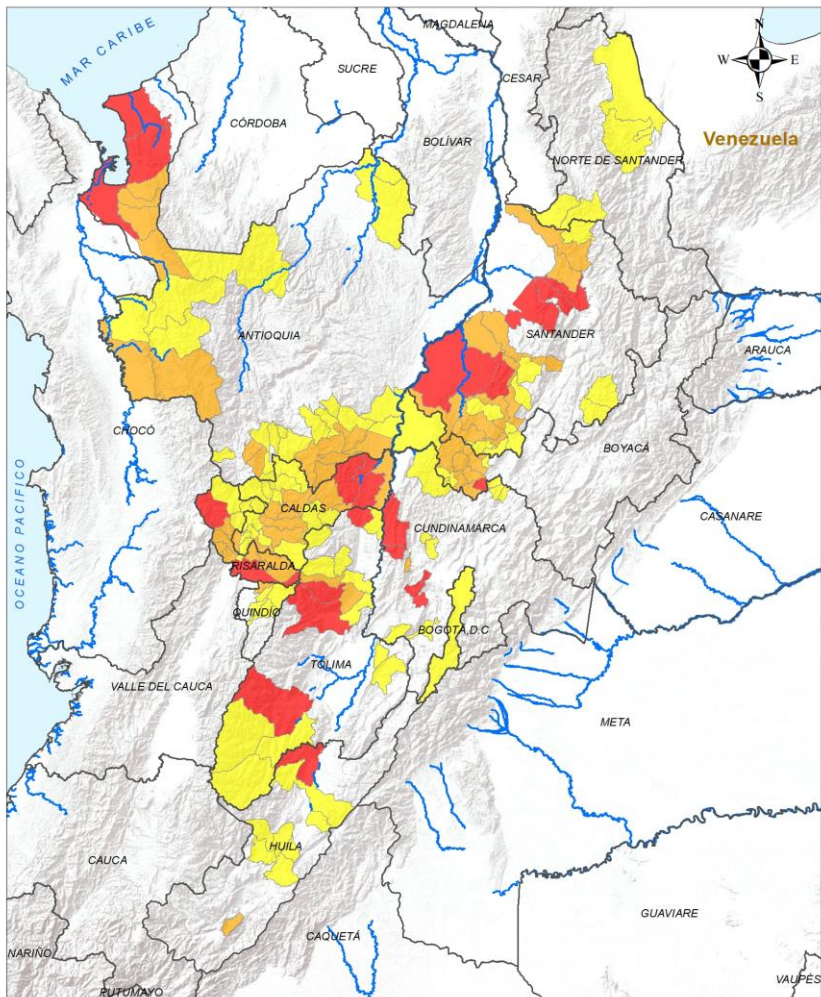 MAGDALENA
N
MAR CARIBE
SUCRE
CESAR
W
E
S
CÓRDOBA
BOLÍVAR
Venezuela
NORTE DE SANTANDER
ANTIOQUIA
SANTANDER
ARAUCA
CHOCÓ
BOYACÁ
OCEANO PACIFICO
CALDAS
CUNDINAMARCA
CASANARE
RISARALDA
QUINDÍO
BOGOTÁ,D.C
TOLIMA
VALLE DEL CAUCA
META
HUILA
CAUCA
GUAVIARE
CAQUETÁ
NARIÑO
PUTUMAYO
VAUPÉS